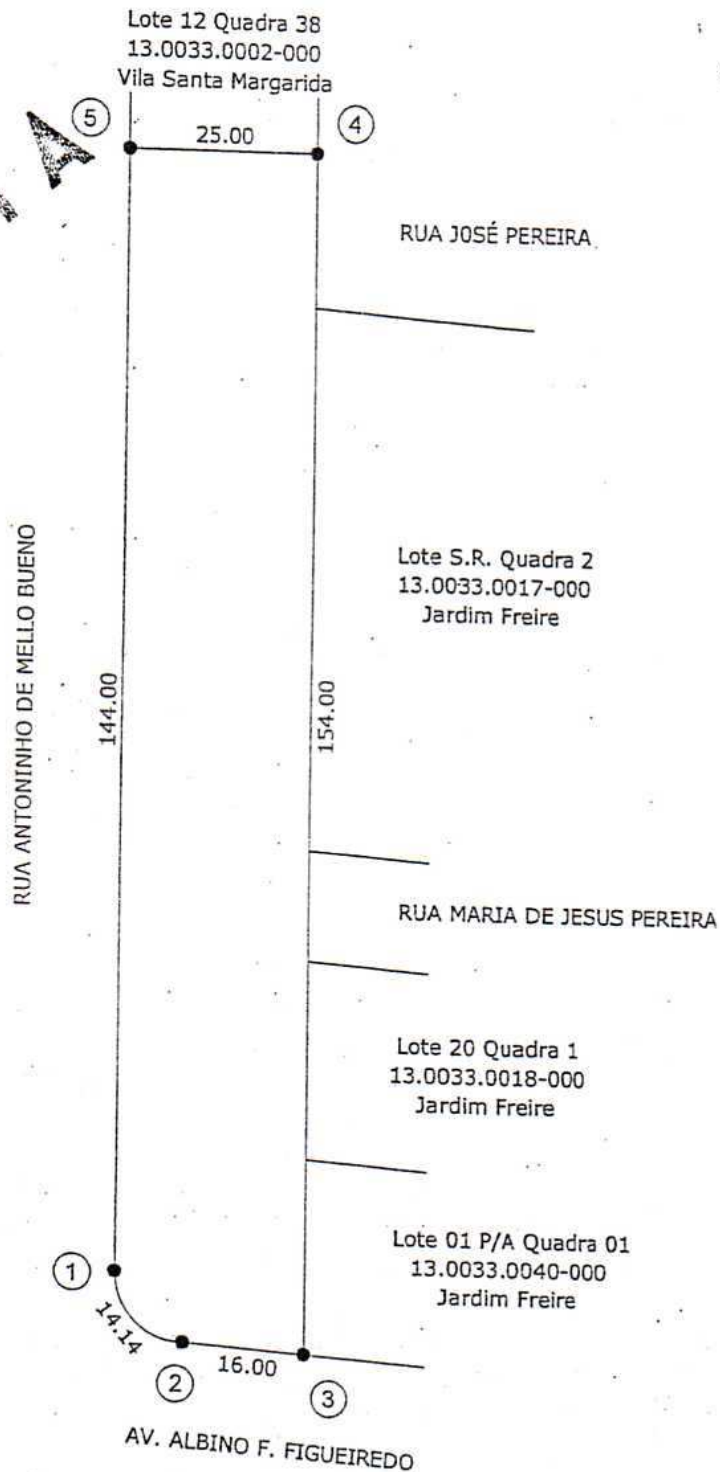 Lote 12 Quadra 38
13.0033.0002-000
Vila Santa Margarida
5
4
25.00
RUA JOSÉ PEREIRA
RUA ANTONINHO DE MELLO BUENO
144.00
154.00
Lote S.R. Quadra 2
13.0033.0017-000
Jardim Freire
RUA MARIA DE JESUS PEREIRA
Lote 20 Quadra 1
13.0033.0018-000
Jardim Freire
Lote 01 P/A Quadra 01
13.0033.0040-000
Jardim Freire
1
14.14
2
16.00
3
AV. ALBINO F. FIGUEIREDO